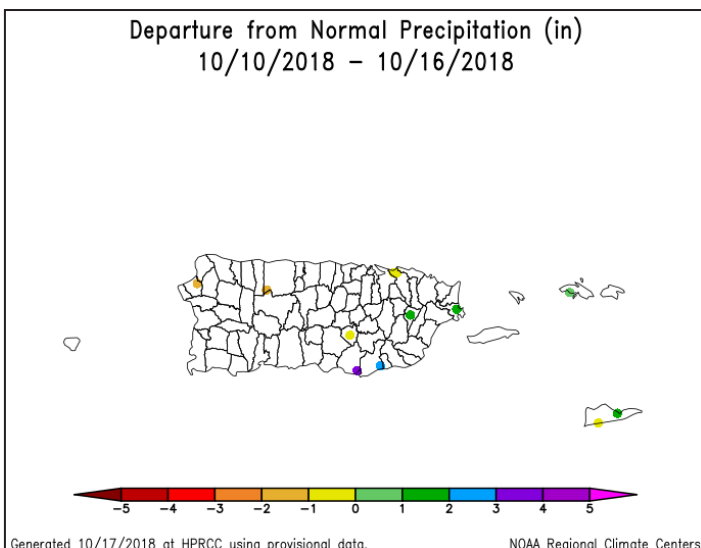 Departure from Normal Precipitation (in)
10/10/2018 – 10/16/2018
-5 -4 -3 -2 -1 0 1 2 3 4 5
Generated 10/17/2018 at HPRCC using provisional data. NOAA Regional Climate Centers